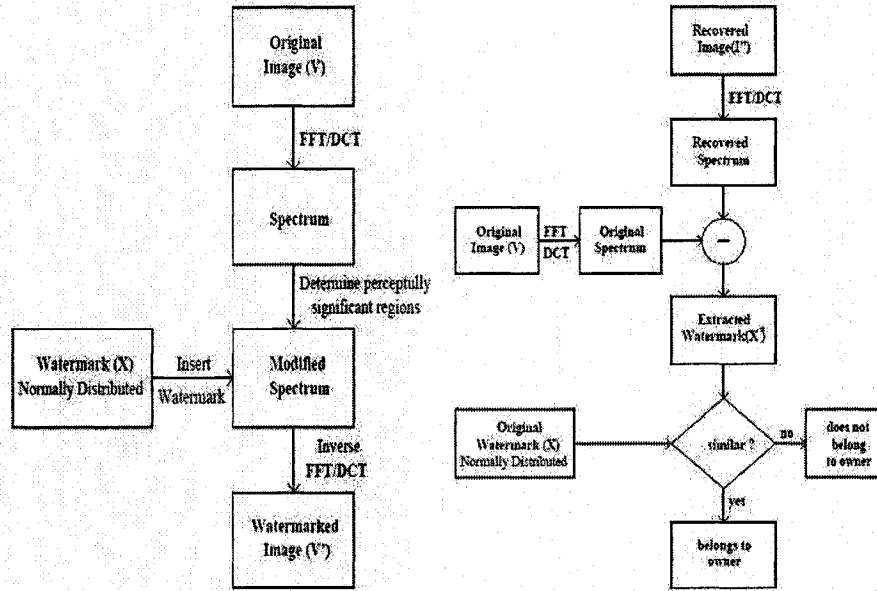 Original
Image (V)
FFT/DCT
Spectrum
Determine perceptully
significant regions
Watermark (X)
Normally Distributed
Insert
Watermark
Modified
Spectrum
Inverse
FFT/DCT
Watermarked
Image (V')
Recovered
Image(I")
FFT/DCT
Recovered
Spectrum
Original
Image (V)
FFT
DCT
Original
Spectrum
−
Extracted
Watermark(X)
Original
Watermark (X)
Normally Distributed
similar ?
no
does not
belong
to owner
yes
belongs to
owner